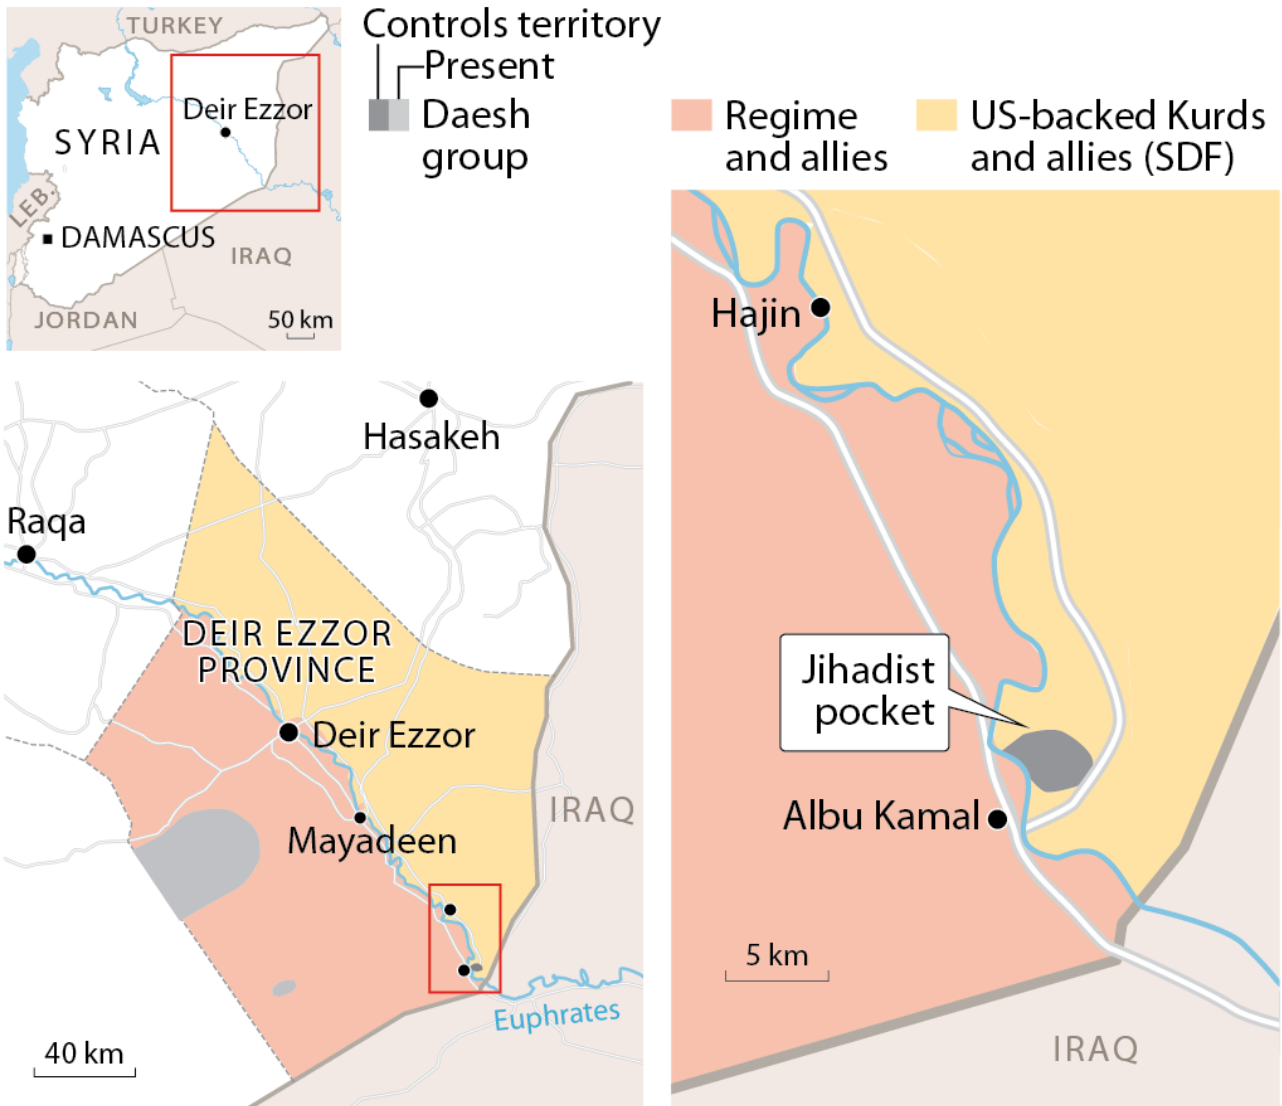 TURKEY
Deir Ezzor
SYRIA
LEB.
DAMASCUS
IRAQ
JORDAN
50 km
Controls territory
Present
Daesh
group
Regime
and allies
US-backed Kurds
and allies (SDF)
Hasakeh
Raqa
DEIR EZZOR
PROVINCE
Deir Ezzor
IRAQ
Mayadeen
Euphrates
40 km
Hajin
Jihadist
pocket
Albu Kamal
5 km
IRAQ